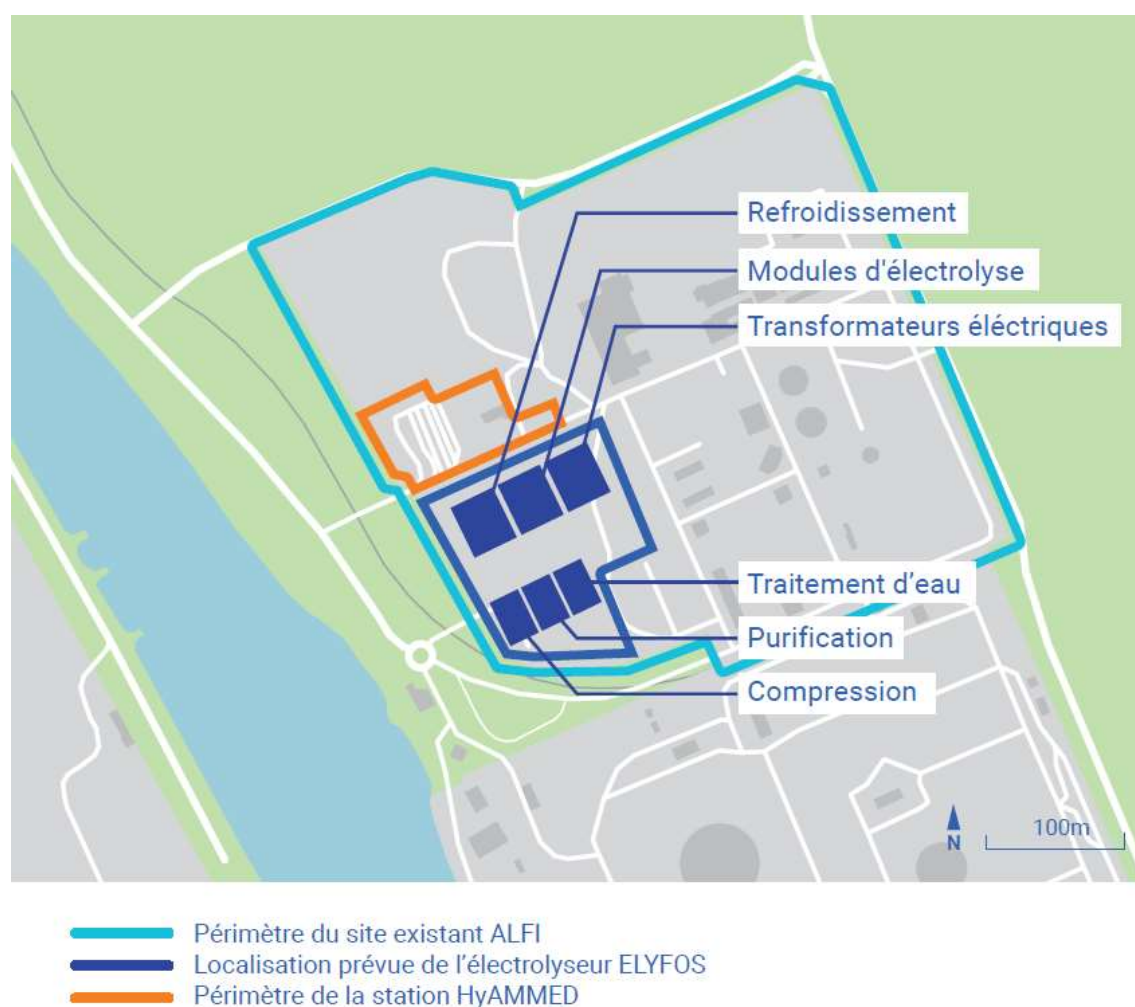 Refroidissement
Modules d'électrolyse
Transformateurs éléctriques
Traitement d’eau
Purification
Compression
N
100m
Périmètre du site existant ALFI
Localisation prévue de l’électrolyseur ELYFOS
Périmètre de la station HyAMMED